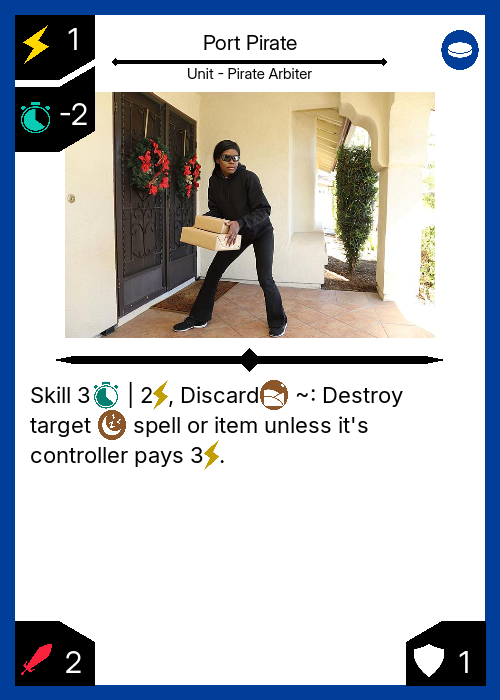 1
Port Pirate
Unit - Pirate Arbiter
-2
Skill 3 | 2, Discard ~: Destroy
target spell or item unless it's
controller pays 3.
2
1